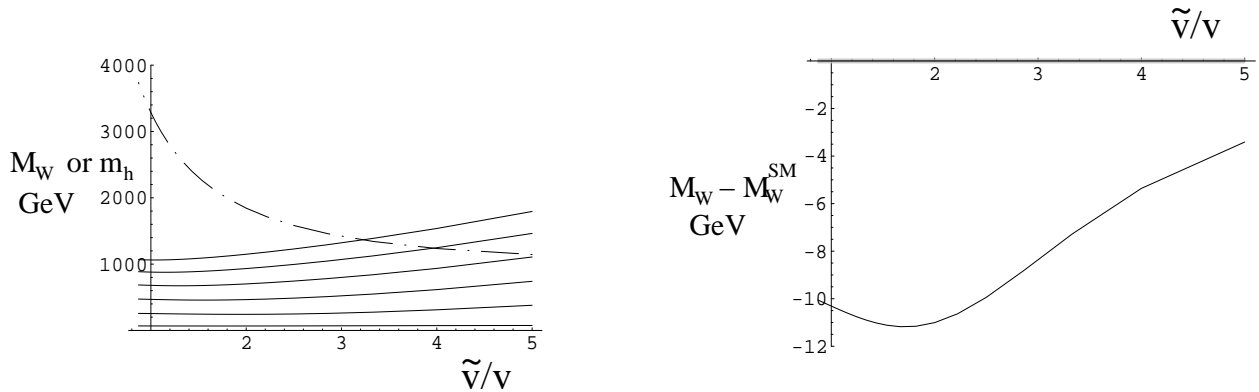 4000
3000
2000
1000
M_W or m_h
GeV
2 3 4 5
ṽ/v
ṽ/v
2 3 4 5
-2
-4
-6
-8
-10
-12
M_W – M_W^SM
GeV